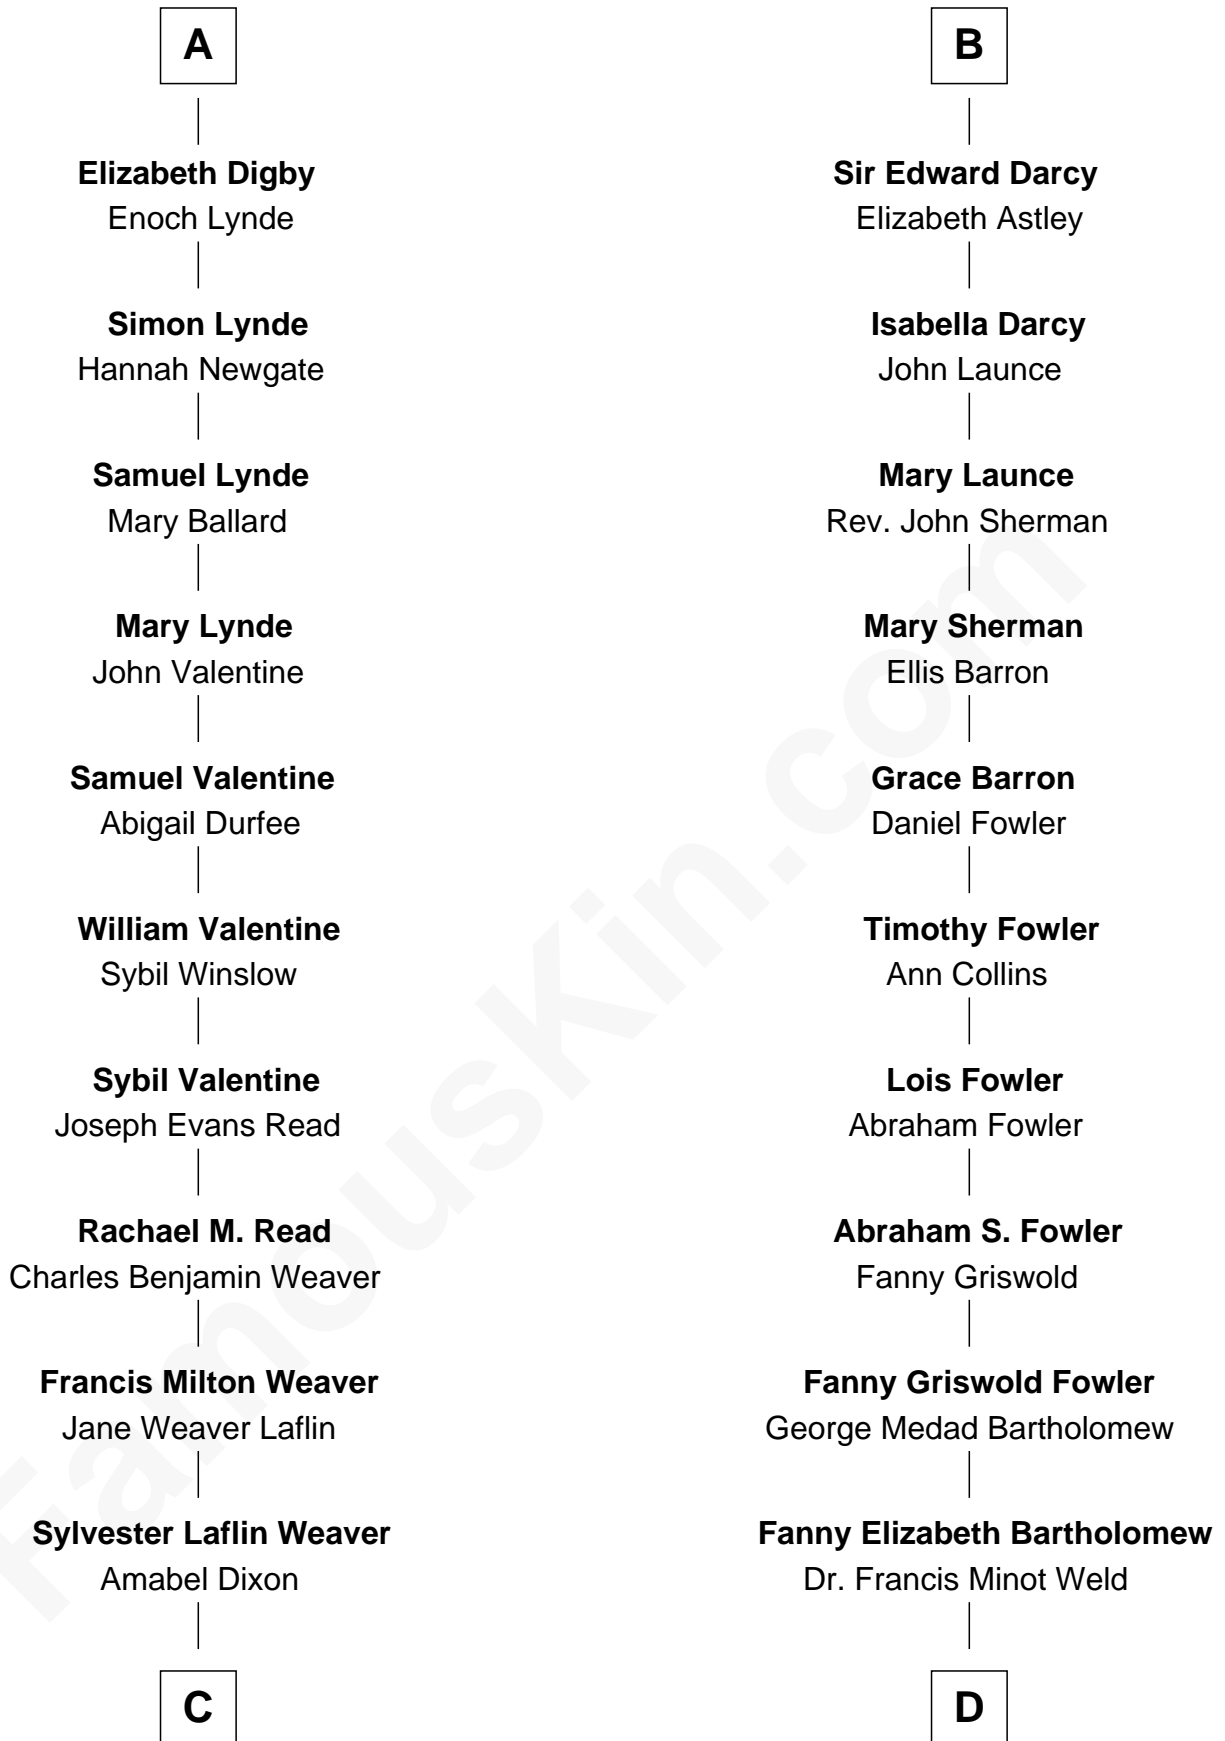 A
Elizabeth Digby
Enoch Lynde
Simon Lynde
Hannah Newgate
Samuel Lynde
Mary Ballard
Mary Lynde
John Valentine
Samuel Valentine
Abigail Durfee
William Valentine
Sybil Winslow
Sybil Valentine
Joseph Evans Read
Rachael M. Read
Charles Benjamin Weaver
Francis Milton Weaver
Jane Weaver Laflin
Sylvester Laflin Weaver
Amabel Dixon
C
B
Sir Edward Darcy
Elizabeth Astley
Isabella Darcy
John Launce
Mary Launce
Rev. John Sherman
Mary Sherman
Ellis Barron
Grace Barron
Daniel Fowler
Timothy Fowler
Ann Collins
Lois Fowler
Abraham Fowler
Abraham S. Fowler
Fanny Griswold
Fanny Griswold Fowler
George Medad Bartholomew
Fanny Elizabeth Bartholomew
Dr. Francis Minot Weld
D
FamousKin.com